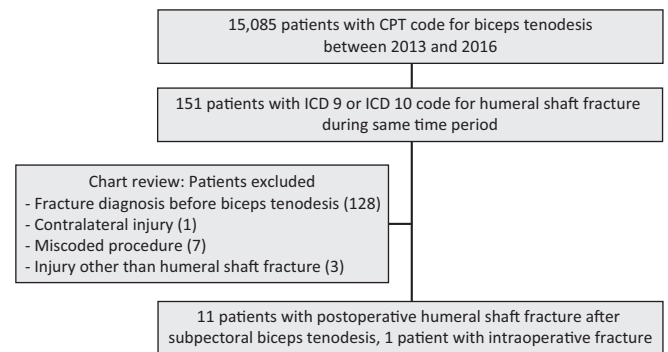 15,085 patients with CPT code for biceps tenodesis
between 2013 and 2016
151 patients with ICD 9 or ICD 10 code for humeral shaft fracture
during same time period
Chart review: Patients excluded
- Fracture diagnosis before biceps tenodesis (128)
- Contralateral injury (1)
- Miscoded procedure (7)
- Injury other than humeral shaft fracture (3)
11 patients with postoperative humeral shaft fracture after
subpectoral biceps tenodesis, 1 patient with intraoperative fracture